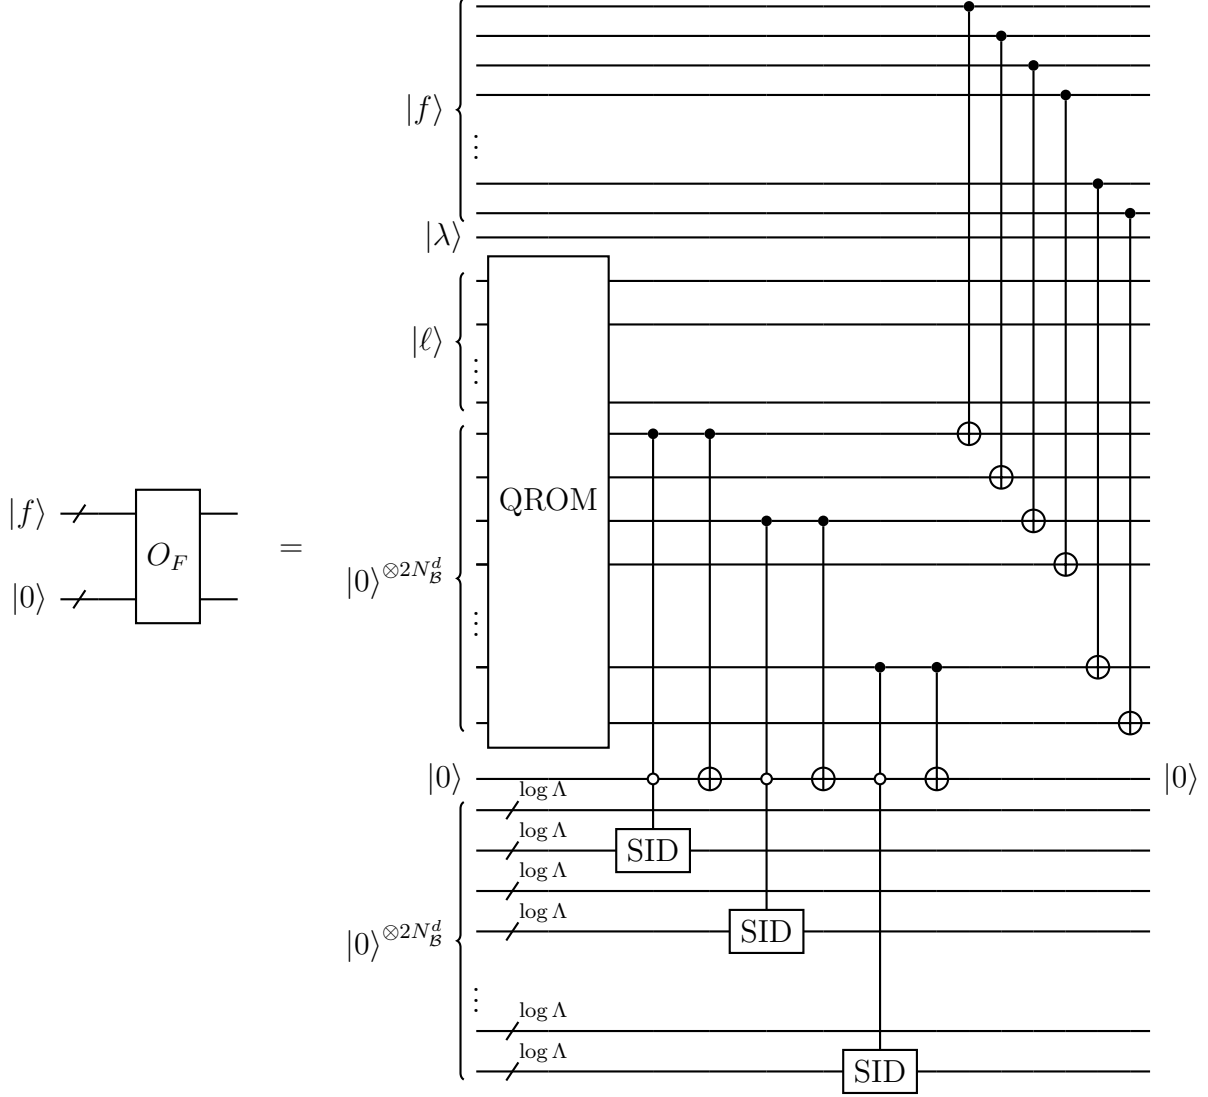 |f⟩
⋮
|λ⟩
|ℓ⟩
⋮
|f⟩
O_F
|0⟩
=
QROM
|0⟩^{⊗2N_ℬ^d}
⋮
|0⟩
|0⟩
log Λ
log Λ
SID
log Λ
log Λ
SID
|0⟩^{⊗2N_ℬ^d}
⋮
log Λ
log Λ
SID